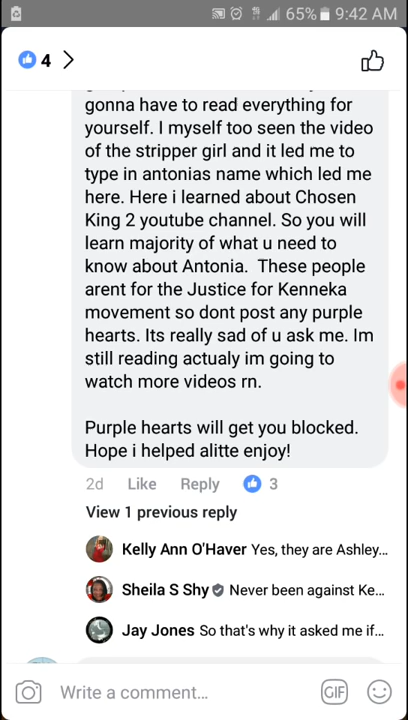 65% 9:42 AM
4
gonna have to read everything for
yourself. I myself too seen the video
of the stripper girl and it led me to
type in antonias name which led me
here. Here i learned about Chosen
King 2 youtube channel. So you will
learn majority of what u need to
know about Antonia.  These people
arent for the Justice for Kenneka
movement so dont post any purple
hearts. Its really sad of u ask me. Im
still reading actualy im going to
watch more videos rn.
Purple hearts will get you blocked.
Hope i helped alitte enjoy!
2d Like Reply 3
View 1 previous reply
Kelly Ann O'Haver Yes, they are Ashley...
Sheila S Shy Never been against Ke...
Jay Jones So that's why it asked me if...
Write a comment... GIF